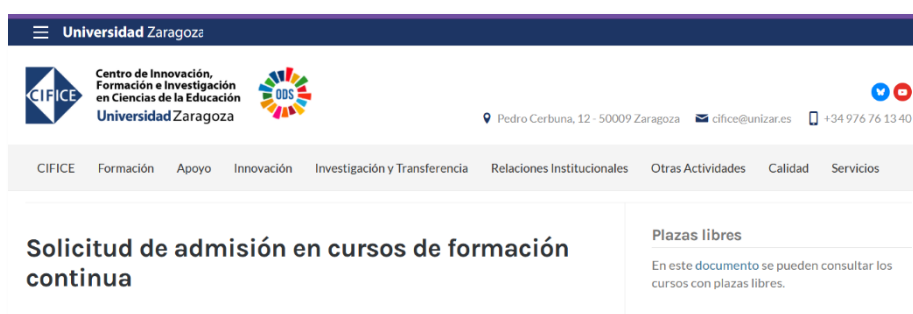 Universidad Zaragoza
CIFICE
Centro de Innovación,
Formación e Investigación
en Ciencias de la Educación
Universidad Zaragoza
ODS
Pedro Cerbuna, 12 - 50009 Zaragoza cifice@unizar.es +34 976 76 13 40
CIFICE Formación Apoyo Innovación Investigación y Transferencia Relaciones Institucionales Otras Actividades Calidad Servicios
Solicitud de admisión en cursos de formación
continua
Plazas libres
En este documento se pueden consultar los
cursos con plazas libres.